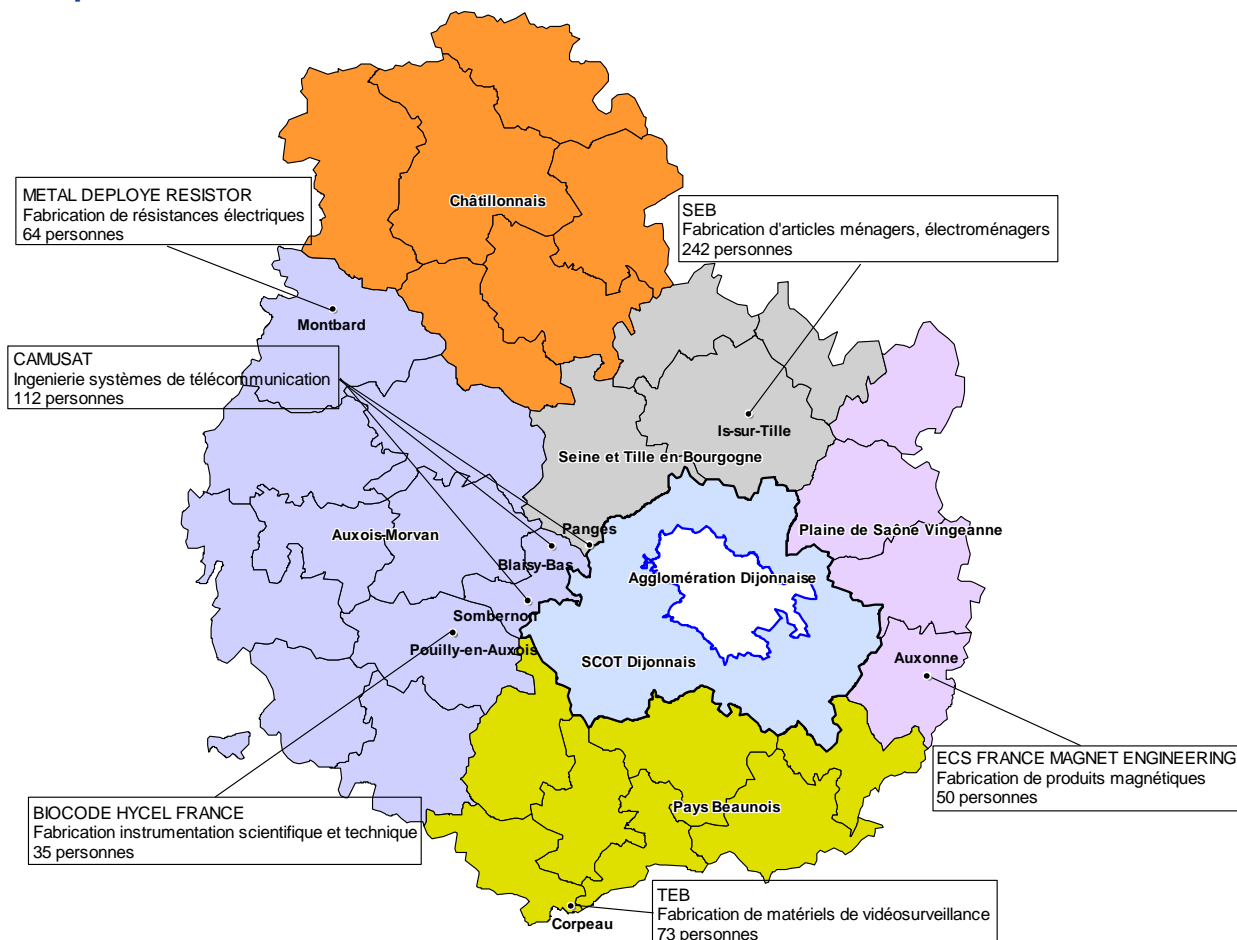 Châtillonnais
METAL DEPLOYE RESISTOR
Fabrication de résistances électriques
64 personnes
SEB
Fabrication d'articles ménagers, électroménagers
242 personnes
Montbard
CAMUSAT
Ingenierie systèmes de télécommunication
112 personnes
Is-sur-Tille
Seine et Tille en Bourgogne
Plaine de Saône Vingeanne
Auxois-Morvan
Panges
Blaisy-Bas
Agglomération Dijonnaise
Sombernon
Pouilly-en-Auxois
SCOT Dijonnais
Auxonne
ECS FRANCE MAGNET ENGINEERING
Fabrication de produits magnétiques
50 personnes
BIOCODE HYCEL FRANCE
Fabrication instrumentation scientifique et technique
35 personnes
Pays Beaunois
TEB
Fabrication de matériels de vidéosurveillance
73 personnes
Corpeau